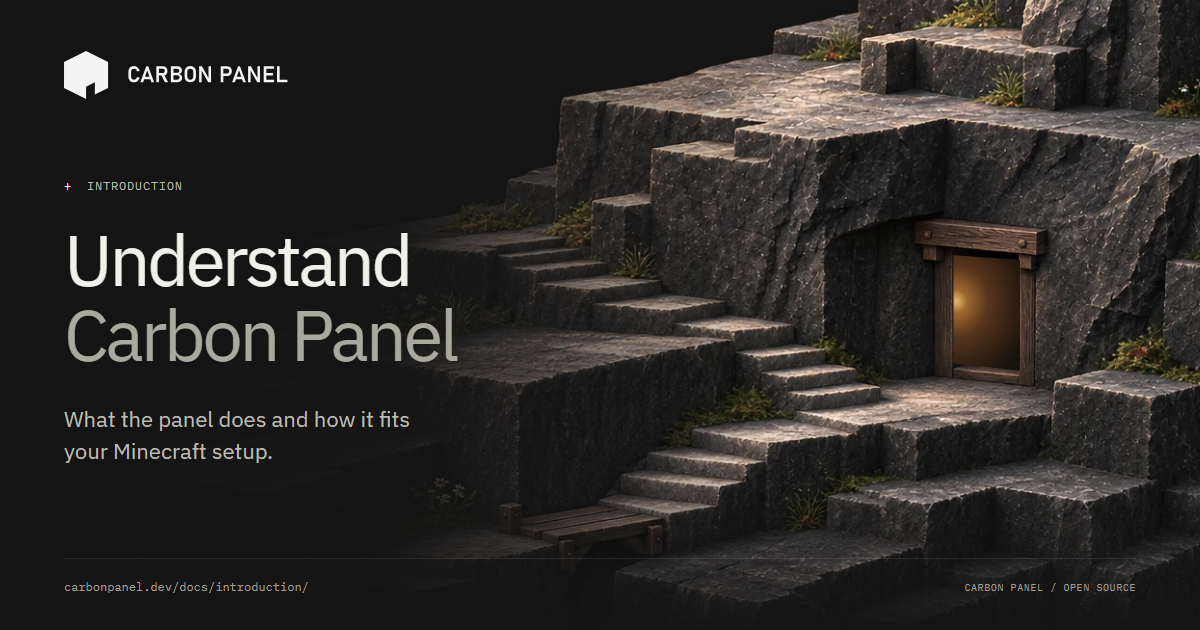 CARBON PANEL
+ INTRODUCTION
Understand
Carbon Panel
What the panel does and how it fits
your Minecraft setup.
carbonpanel.dev/docs/introduction/
CARBON PANEL / OPEN SOURCE